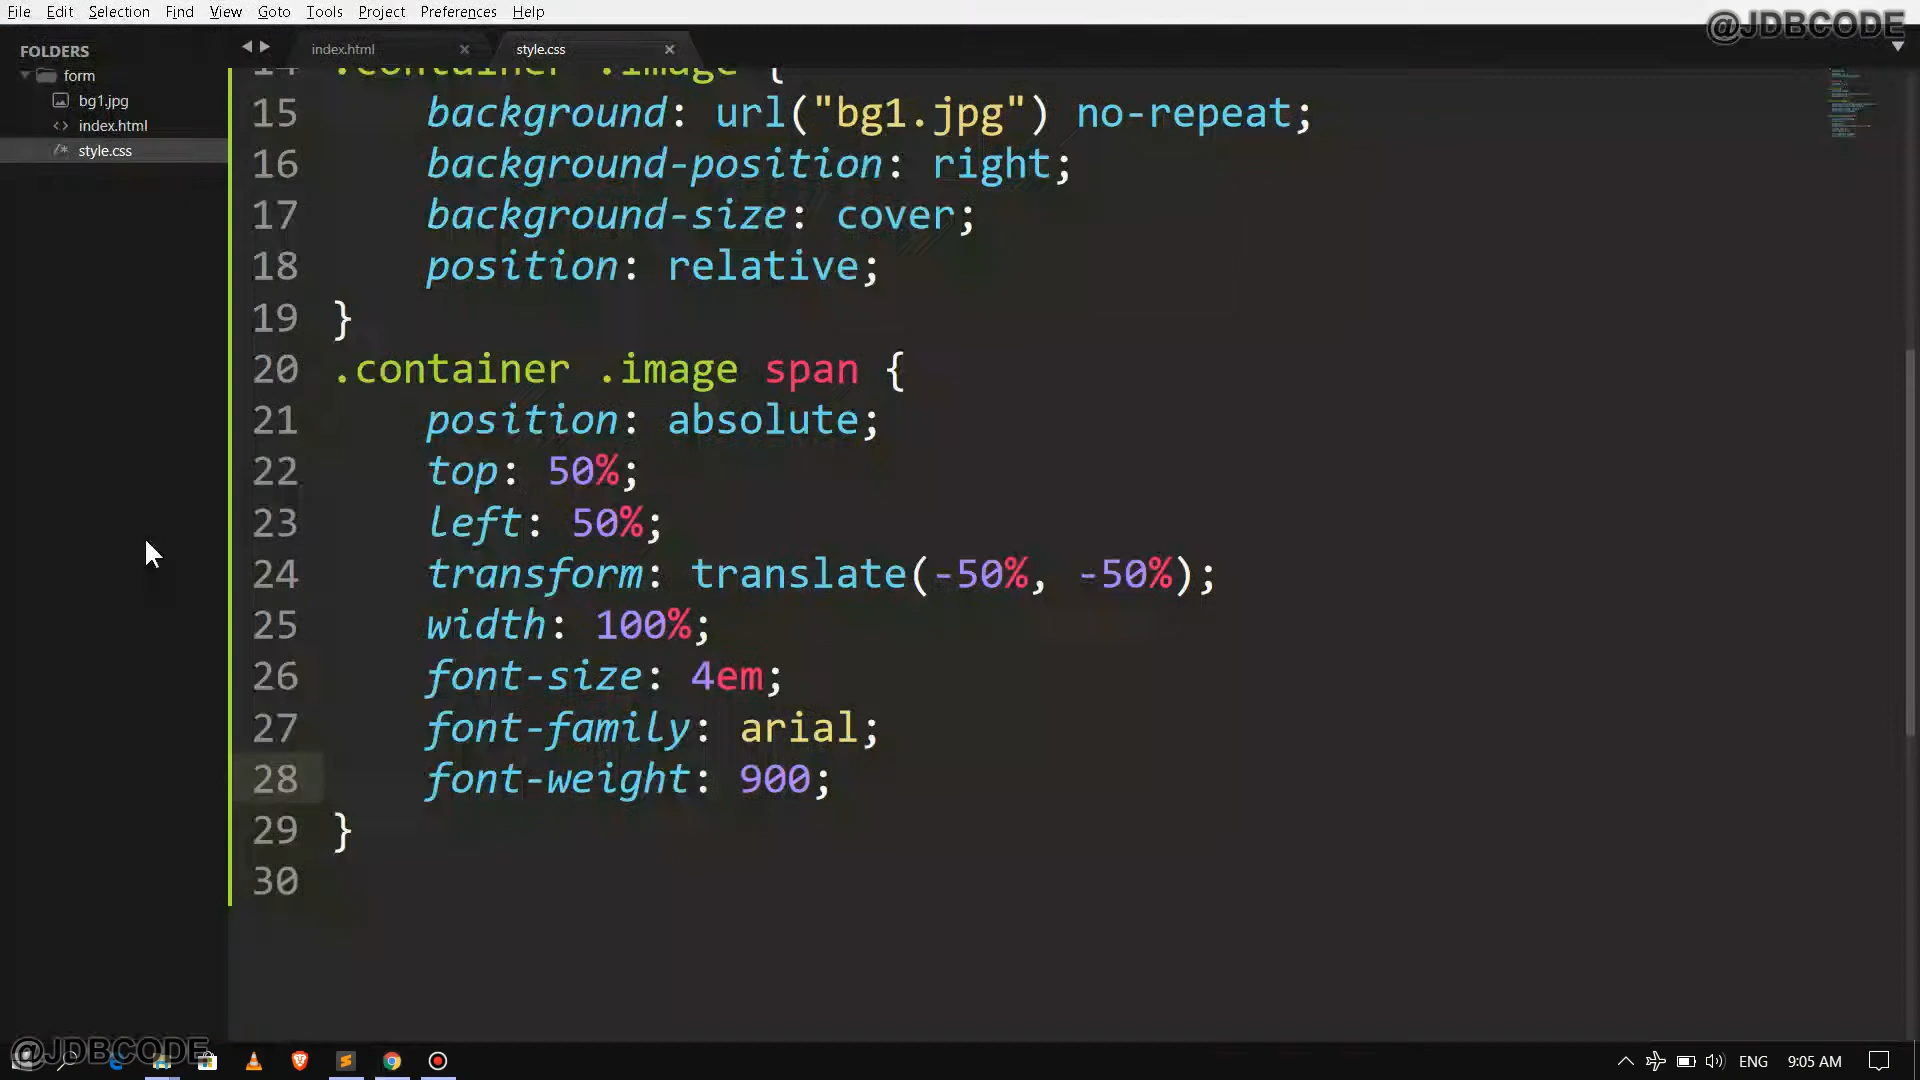 File Edit Selection Find View Goto Tools Project Preferences Help
@JDBCODE
FOLDERS
form
bg1.jpg
index.html
style.css
index.html
style.css
14 .container .image {
15 background: url("bg1.jpg") no-repeat;
16 background-position: right;
17 background-size: cover;
18 position: relative;
19 }
20 .container .image span {
21 position: absolute;
22 top: 50%;
23 left: 50%;
24 transform: translate(-50%, -50%);
25 width: 100%;
26 font-size: 4em;
27 font-family: arial;
28 font-weight: 900;
29 }
30
@JDBCODE
ENG 9:05 AM